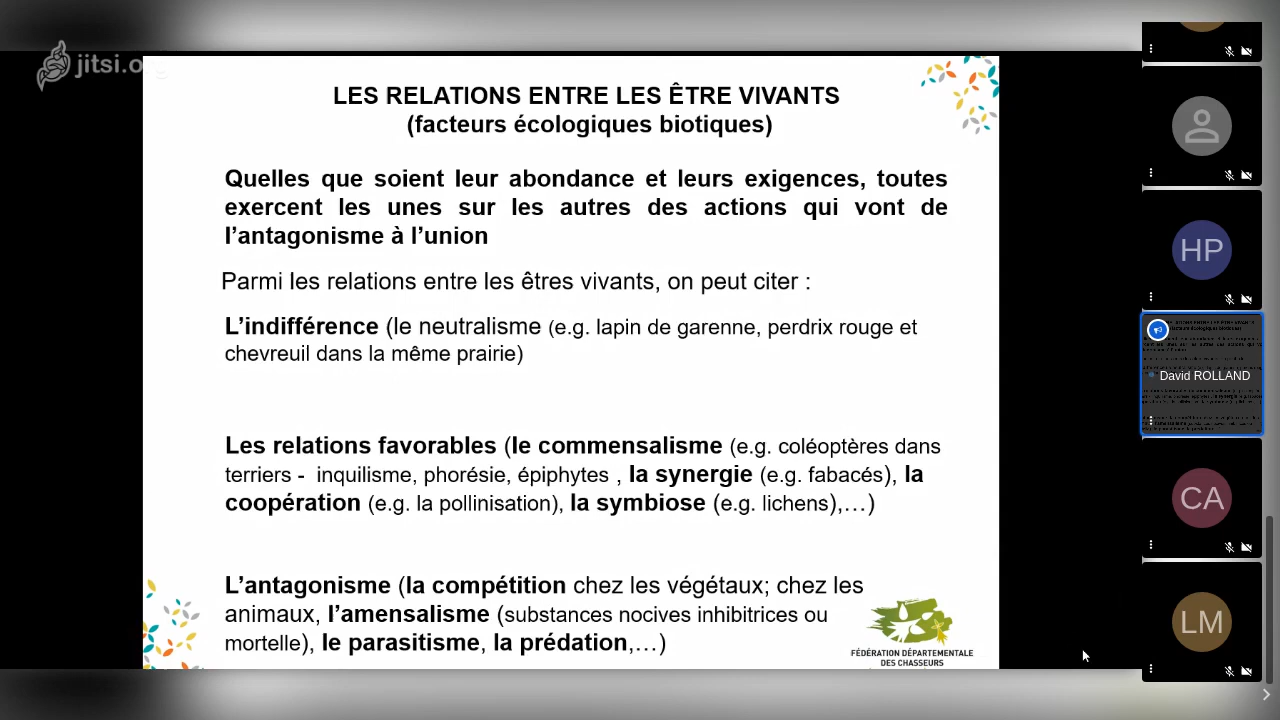 jitsi.o
LES RELATIONS ENTRE LES ÊTRE VIVANTS
(facteurs écologiques biotiques)
Quelles que soient leur abondance et leurs exigences, toutes
exercent les unes sur les autres des actions qui vont de
l’antagonisme à l’union
Parmi les relations entre les êtres vivants, on peut citer :
L’indifférence (le neutralisme (e.g. lapin de garenne, perdrix rouge et
chevreuil dans la même prairie)
Les relations favorables (le commensalisme (e.g. coléoptères dans
terriers - inquilisme, phorésie, épiphytes , la synergie (e.g. fabacés), la
coopération (e.g. la pollinisation), la symbiose (e.g. lichens),…)
L’antagonisme (la compétition chez les végétaux; chez les
animaux, l’amensalisme (substances nocives inhibitrices ou
mortelle), le parasitisme, la prédation,…)
FÉDÉRATION DÉPARTEMENTALE
DES CHASSEURS
HP
David ROLLAND
CA
LM